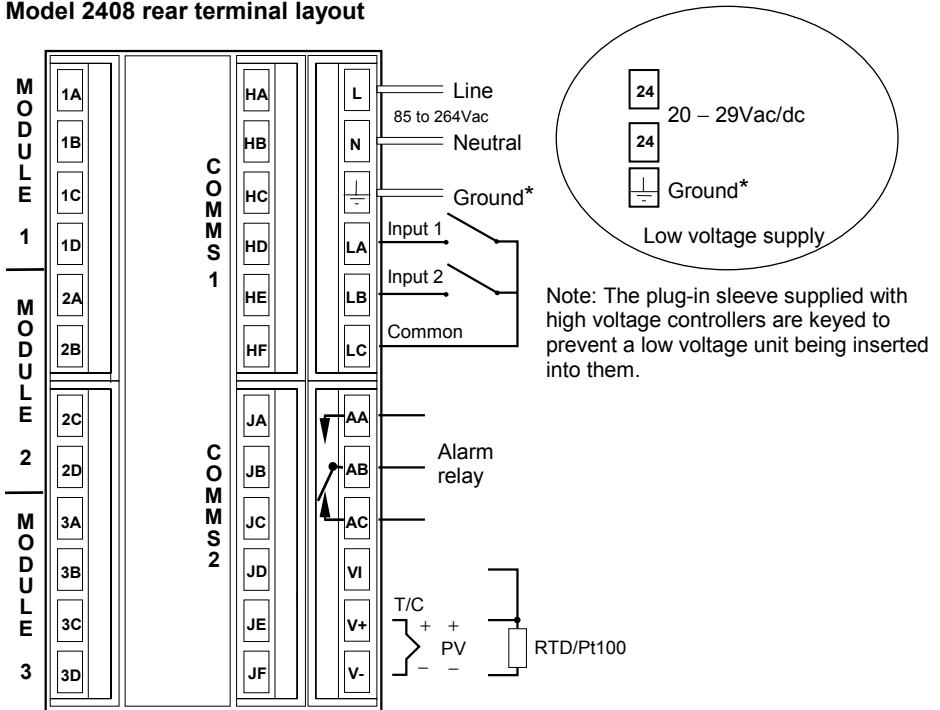 Model 2408 rear terminal layout
MODULE 1
1A
1B
1C
1D
MODULE 2
2A
2B
2C
2D
MODULE 3
3A
3B
3C
3D
COMMS 1
HA
HB
HC
HD
HE
HF
COMMS 2
JA
JB
JC
JD
JE
JF
L
Line
85 to 264Vac
N
Neutral
Ground*
LA
Input 1
LB
Input 2
LC
Common
AA
AB
AC
Alarm
relay
VI
V+
V-
T/C
+ +
PV
− −
RTD/Pt100
24
20 − 29Vac/dc
24
Ground*
Low voltage supply
Note: The plug-in sleeve supplied with
high voltage controllers are keyed to
prevent a low voltage unit being inserted
into them.